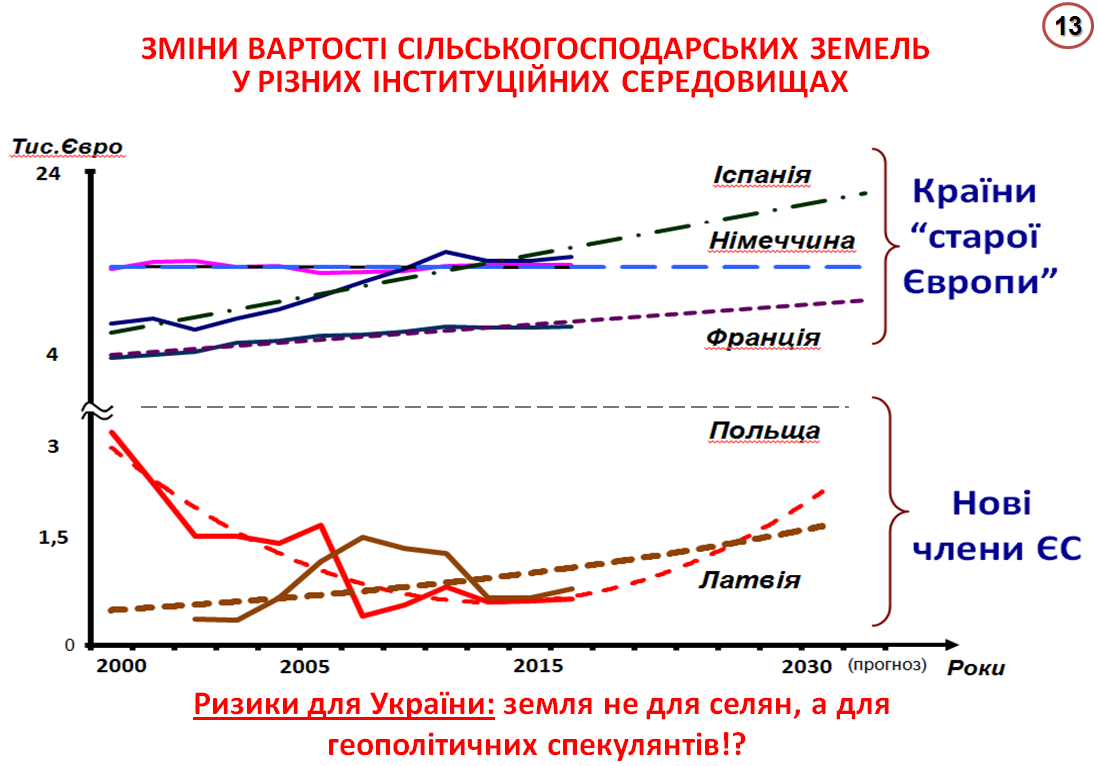 13
ЗМІНИ ВАРТОСТІ СІЛЬСЬКОГОСПОДАРСЬКИХ ЗЕМЕЛЬ
У РІЗНИХ ІНСТИТУЦІЙНИХ СЕРЕДОВИЩАХ
Тис.Євро
24
Іспанія
Країни
“старої
Європи”
Німеччина
Франція
4
Польща
3
Нові
члени ЄС
1,5
Латвія
0
2000 2005 2015 2030 (прогноз) Роки
Ризики для України: земля не для селян, а для
геополітичних спекулянтів!?